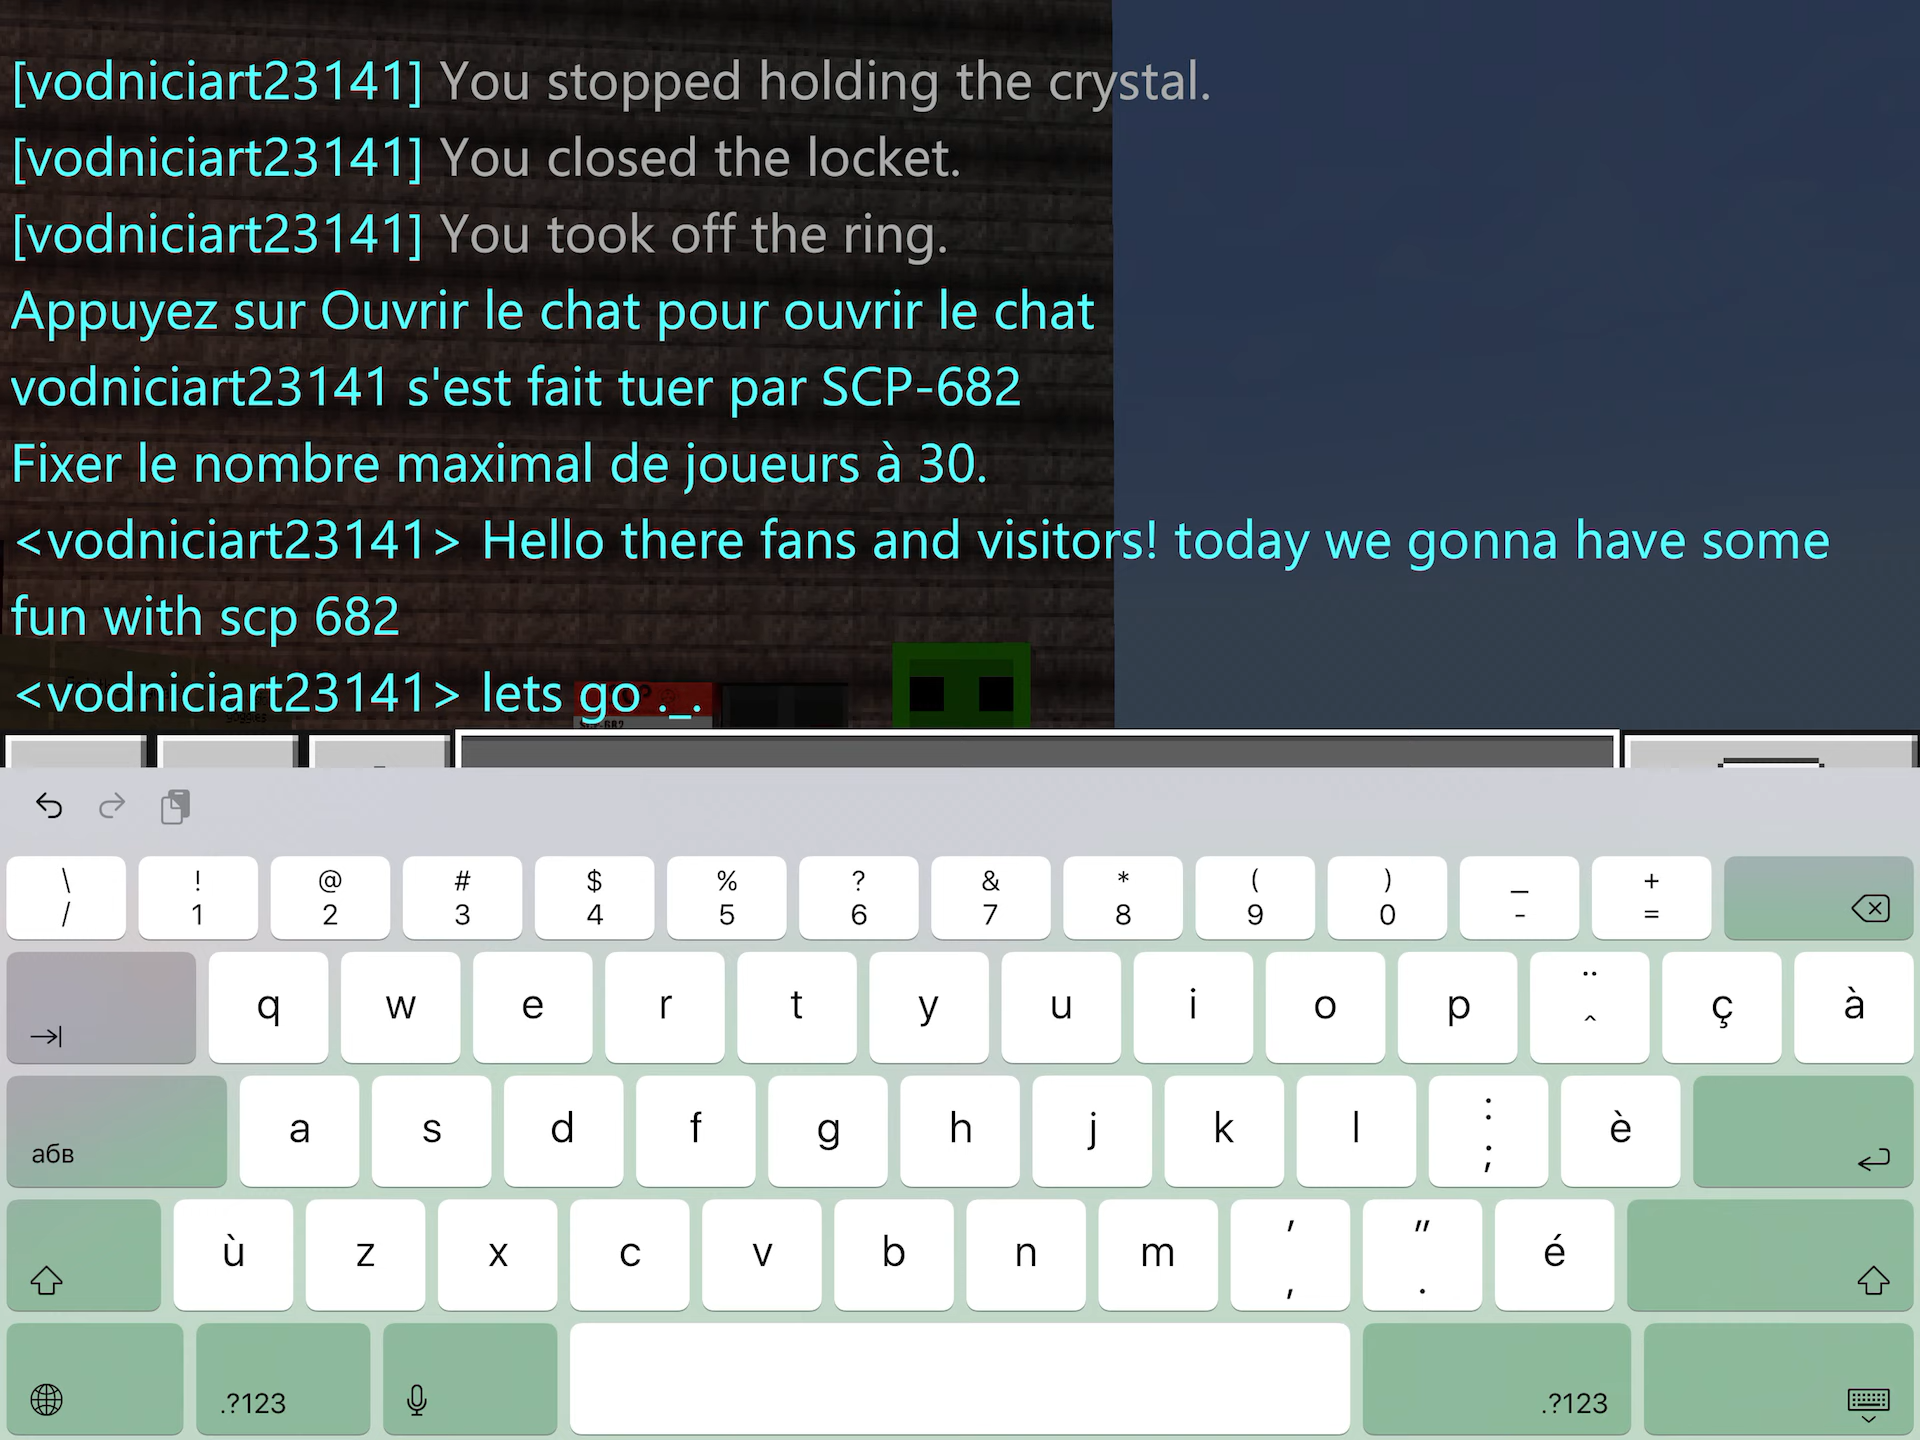 [vodniciart23141] You stopped holding the crystal.
[vodniciart23141] You closed the locket.
[vodniciart23141] You took off the ring.
Appuyez sur Ouvrir le chat pour ouvrir le chat
vodniciart23141 s'est fait tuer par SCP-682
Fixer le nombre maximal de joueurs à 30.
<vodniciart23141> Hello there fans and visitors! today we gonna have some
fun with scp 682
<vodniciart23141> lets go ._.
SCP-682
\ ! @ # $ % ? & * ( ) _ +
/ 1 2 3 4 5 6 7 8 9 0 - =
q w e r t y u i o p ¨ ^ ç à
абв a s d f g h j k l : ; è
ù z x c v b n m ' , " . é
.?123 .?123